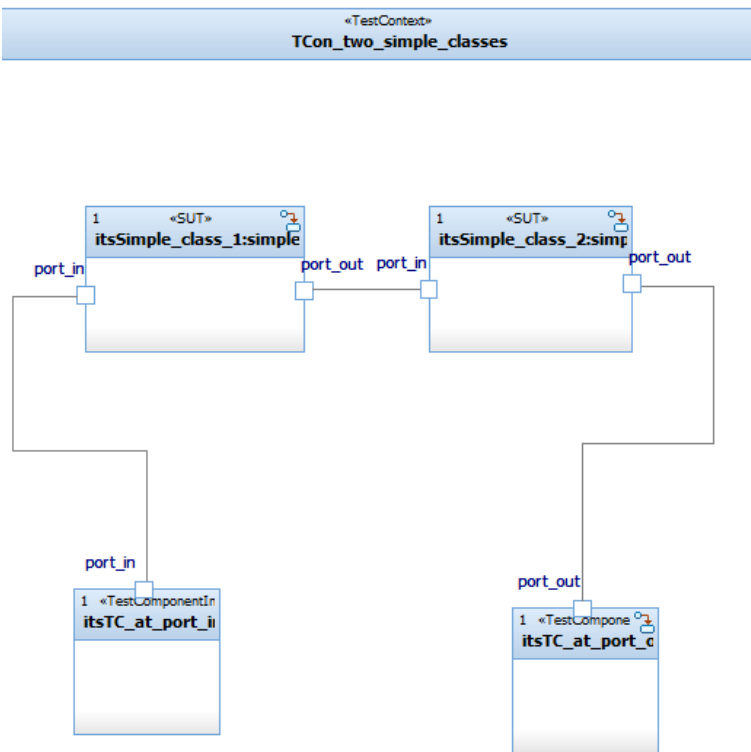 «TestContext»
TCon_two_simple_classes
1 «SUT»
itsSimple_class_1:simple
1 «SUT»
itsSimple_class_2:simp
port_in
port_out
port_in
port_out
port_in
1 «TestComponentIn
itsTC_at_port_i
port_out
1 «TestCompone
itsTC_at_port_o